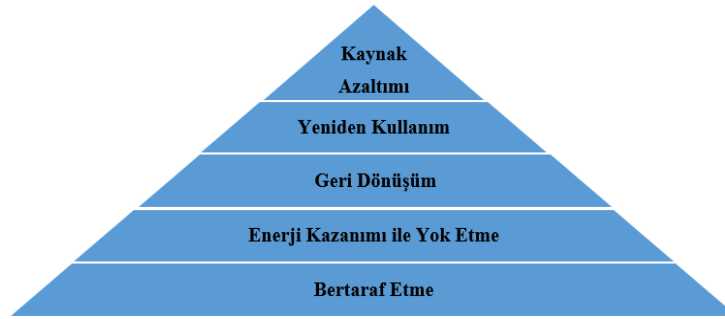 Kaynak
Azaltımı
Yeniden Kullanım
Geri Dönüşüm
Enerji Kazanımı ile Yok Etme
Bertaraf Etme